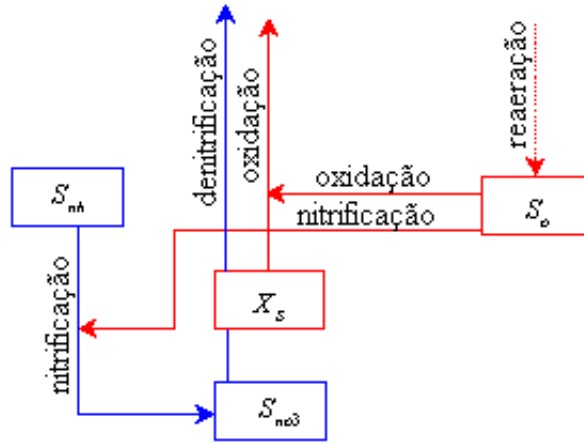 denitrificação
oxidação
reaeração
oxidação
nitrificação
S_nh
S_o
nitrificação
X_S
S_no3